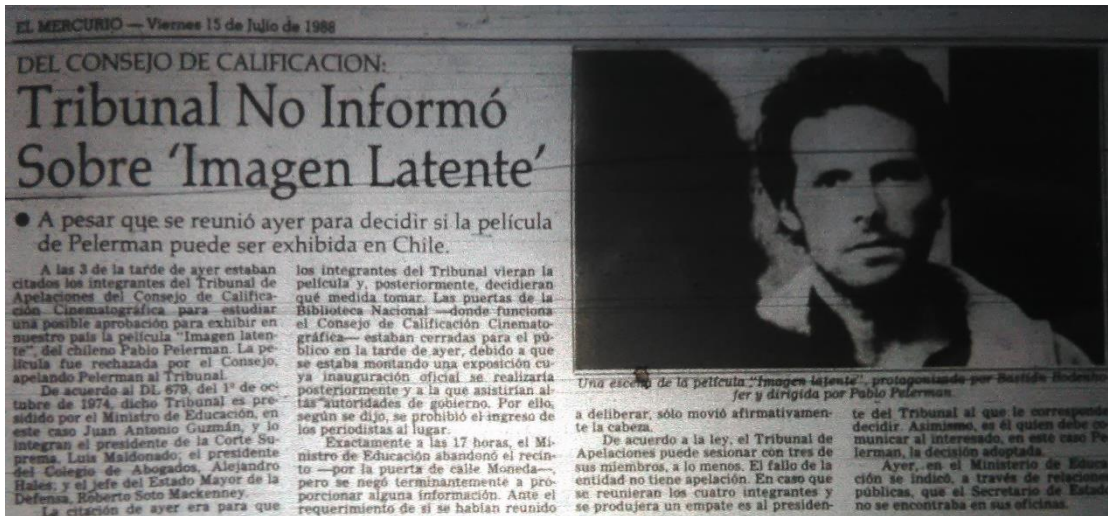 EL MERCURIO — Viernes 15 de Julio de 1988
DEL CONSEJO DE CALIFICACION:
Tribunal No Informó
Sobre 'Imagen Latente'
● A pesar que se reunió ayer para decidir si la película
de Pelerman puede ser exhibida en Chile.
A las 3 de la tarde de ayer estaban
citados los integrantes del Tribunal de
Apelaciones del Consejo de Califica-
ción Cinematográfica para estudiar
una posible aprobación para exhibir en
nuestro país la película "Imagen laten-
te", del chileno Pablo Pelerman. La pe-
lícula fue rechazada por el Consejo,
apelando Pelerman al Tribunal.
De acuerdo al DL 679, del 1º de oc-
tubre de 1974, dicho Tribunal es pre-
sidido por el Ministro de Educación, en
este caso Juan Antonio Guzmán, y lo
integran el presidente de la Corte Su-
prema, Luis Maldonado; el presidente
del Colegio de Abogados, Alejandro
Hales; y el jefe del Estado Mayor de la
Defensa, Roberto Soto Mackenney.
La citación de ayer era para que
los integrantes del Tribunal vieran la
película y, posteriormente, decidieran
qué medida tomar. Las puertas de la
Biblioteca Nacional —donde funciona
el Consejo de Calificación Cinemato-
gráfica— estaban cerradas para el pú-
blico en la tarde de ayer, debido a que
se estaba montando una exposición cu-
ya inauguración oficial se realizaría
posteriormente y a la que asistirían al-
tas autoridades de gobierno. Por ello,
según se dijo, se prohibió el ingreso de
los periodistas al lugar.
Exactamente a las 17 horas, el Mi-
nistro de Educación abandonó el recin-
to —por la puerta de calle Moneda—,
pero se negó terminantemente a pro-
porcionar alguna información. Ante el
requerimiento de si se habían reunido
Una escena de la película "Imagen latente", protagonizada por Bastián Bodenhö-
fer y dirigida por Pablo Pelerman.
a deliberar, sólo movió afirmativamen-
te la cabeza.
De acuerdo a la ley, el Tribunal de
Apelaciones puede sesionar con tres de
sus miembros, a lo menos. El fallo de la
entidad no tiene apelación. En caso que
se reunieran los cuatro integrantes y
se produjera un empate es al presiden-
te del Tribunal al que le corresponde
decidir. Asimismo, es él quien debe co-
municar al interesado, en este caso Pe-
lerman, la decisión adoptada.
Ayer, en el Ministerio de Educa-
ción se indicó, a través de relaciones
públicas, que el Secretario de Estado
no se encontraba en sus oficinas.